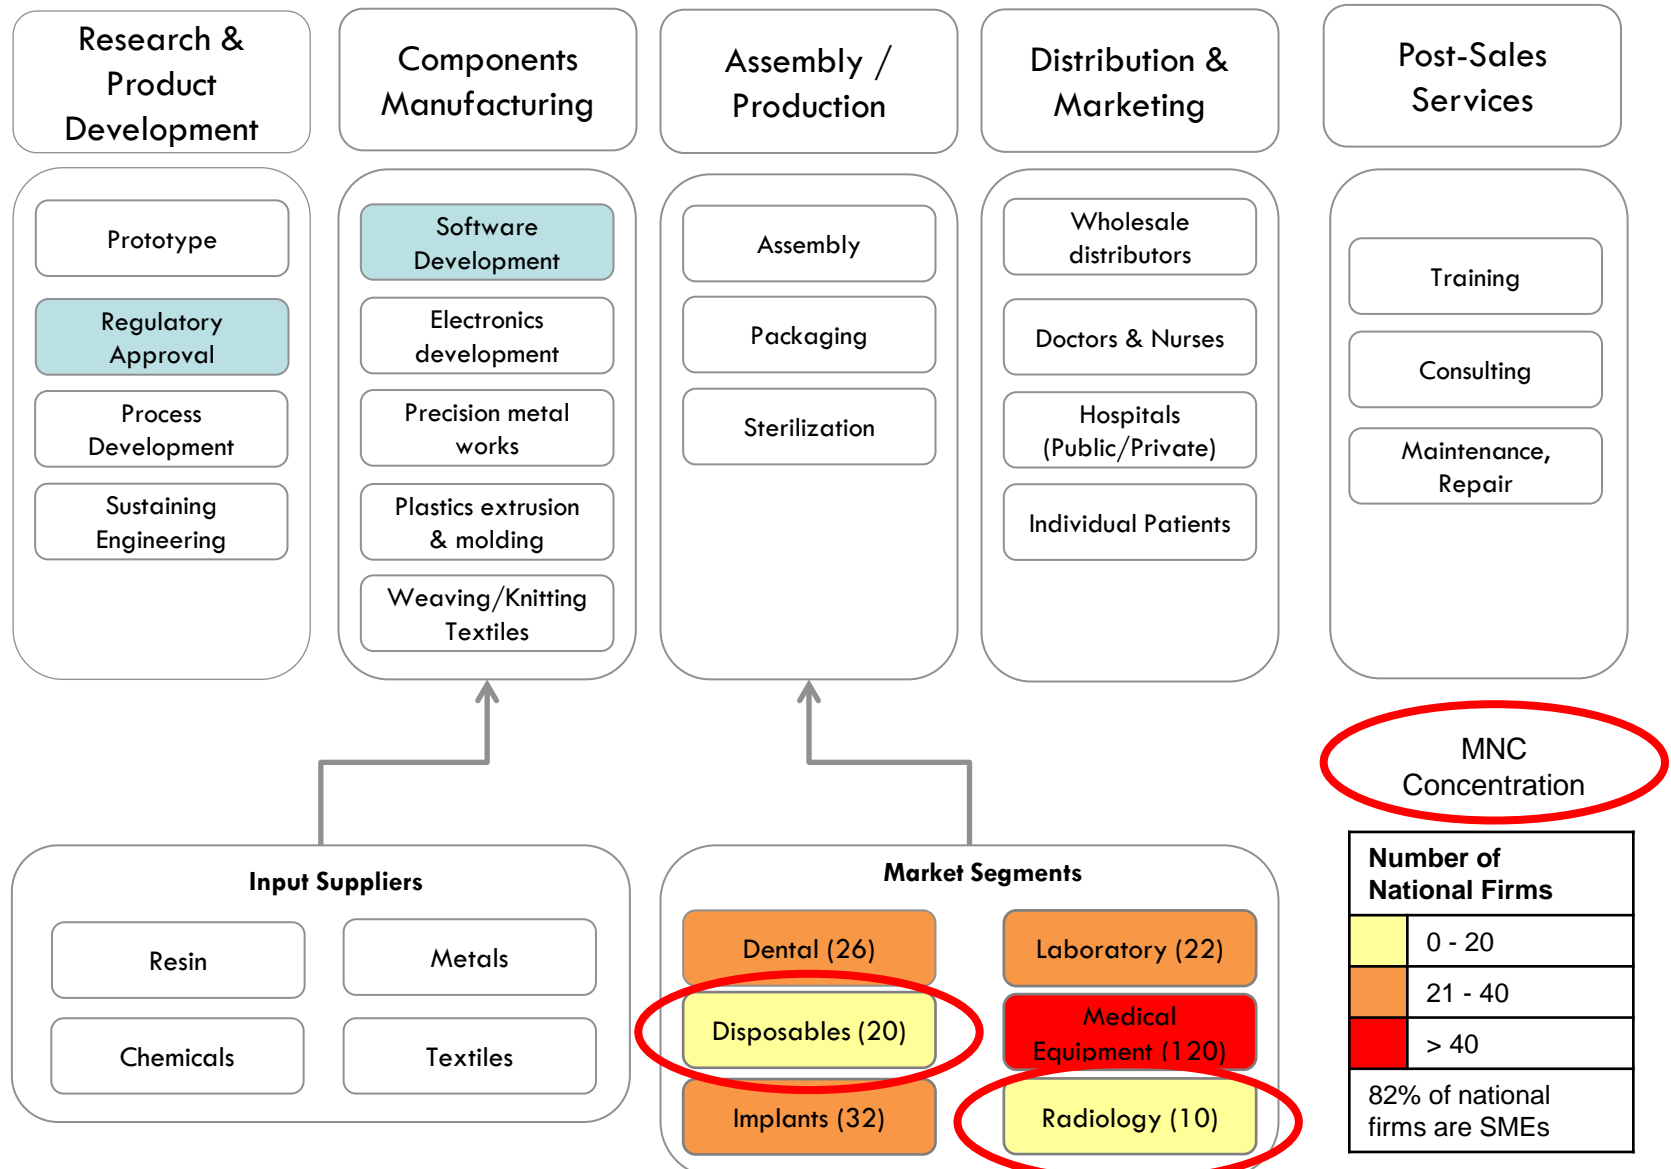 Research &
Product
Development
Components
Manufacturing
Assembly /
Production
Distribution &
Marketing
Post-Sales
Services
Prototype
Regulatory
Approval
Process
Development
Sustaining
Engineering
Software
Development
Electronics
development
Precision metal
works
Plastics extrusion
& molding
Weaving/Knitting
Textiles
Assembly
Packaging
Sterilization
Wholesale
distributors
Doctors & Nurses
Hospitals
(Public/Private)
Individual Patients
Training
Consulting
Maintenance,
Repair
Input Suppliers
Resin
Metals
Chemicals
Textiles
Market Segments
Dental (26)
Laboratory (22)
Disposables (20)
Medical
Equipment (120)
Implants (32)
Radiology (10)
MNC
Concentration
Number of
National Firms
0 - 20
21 - 40
> 40
82% of national
firms are SMEs